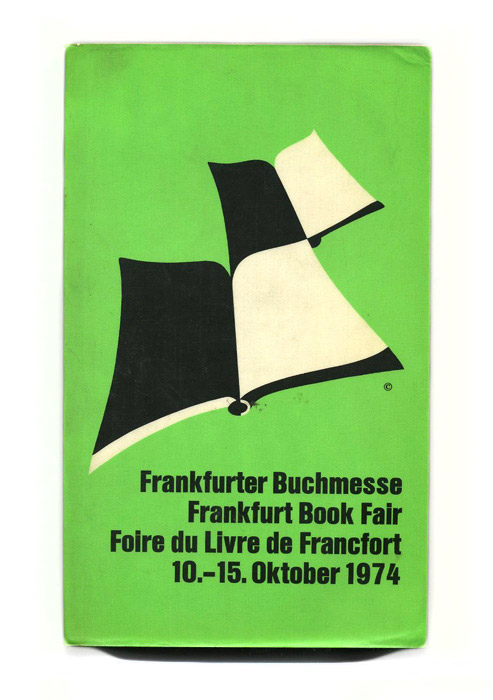 ©
Frankfurter Buchmesse
Frankfurt Book Fair
Foire du Livre de Francfort
10.–15. Oktober 1974